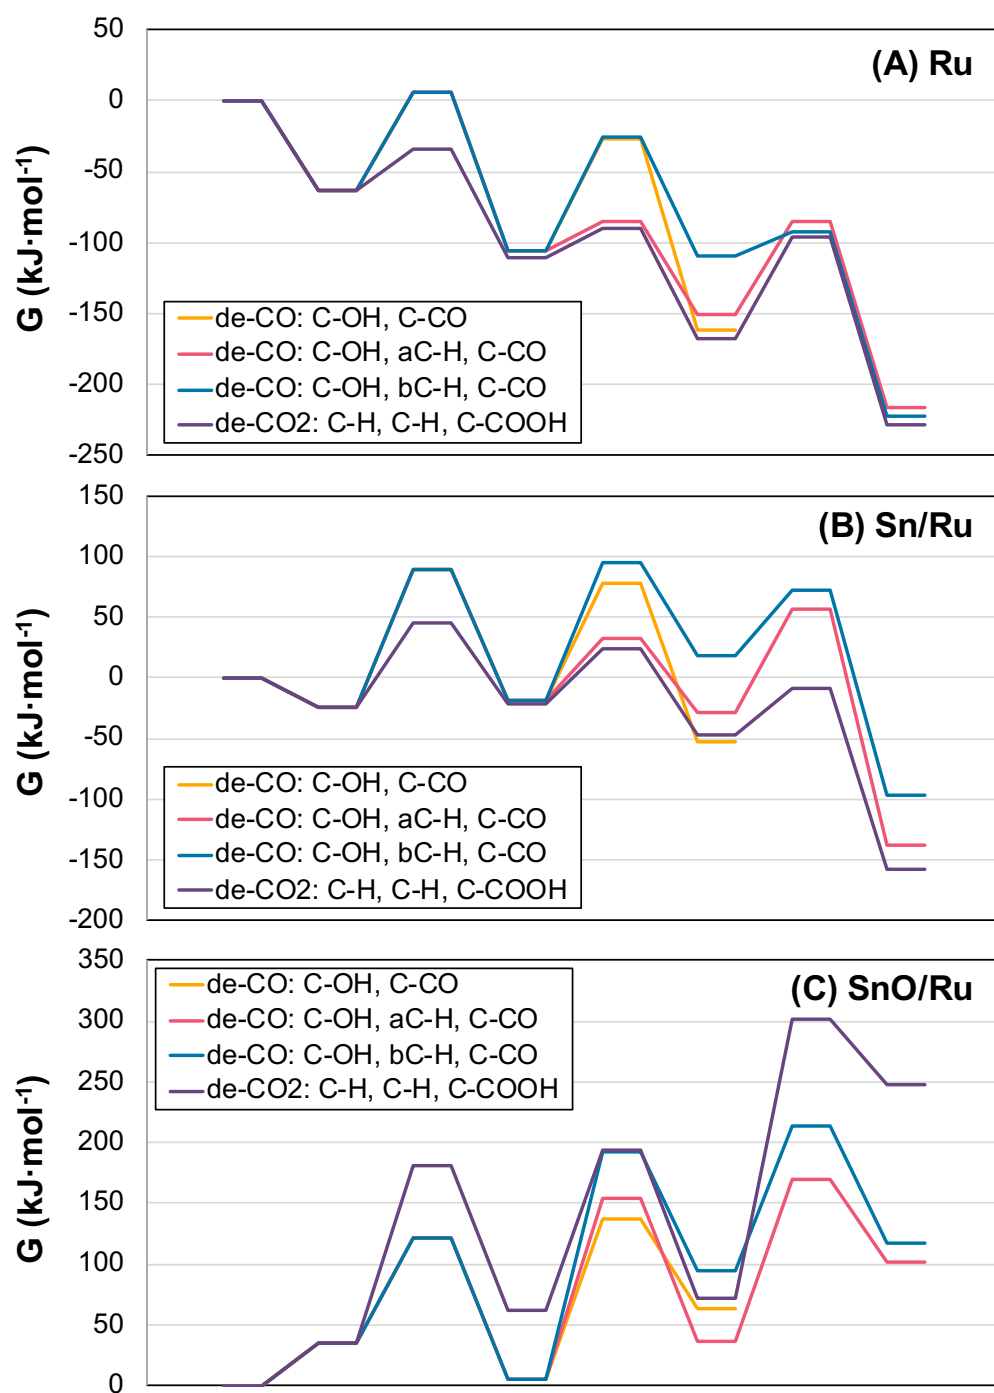 50
(A) Ru
0
-50
-100
-150
-200
-250
G (kJ·mol⁻¹)
de-CO: C-OH, C-CO
de-CO: C-OH, aC-H, C-CO
de-CO: C-OH, bC-H, C-CO
de-CO2: C-H, C-H, C-COOH
150
(B) Sn/Ru
100
50
0
-50
-100
-150
-200
G (kJ·mol⁻¹)
de-CO: C-OH, C-CO
de-CO: C-OH, aC-H, C-CO
de-CO: C-OH, bC-H, C-CO
de-CO2: C-H, C-H, C-COOH
350
(C) SnO/Ru
300
250
200
150
100
50
0
G (kJ·mol⁻¹)
de-CO: C-OH, C-CO
de-CO: C-OH, aC-H, C-CO
de-CO: C-OH, bC-H, C-CO
de-CO2: C-H, C-H, C-COOH